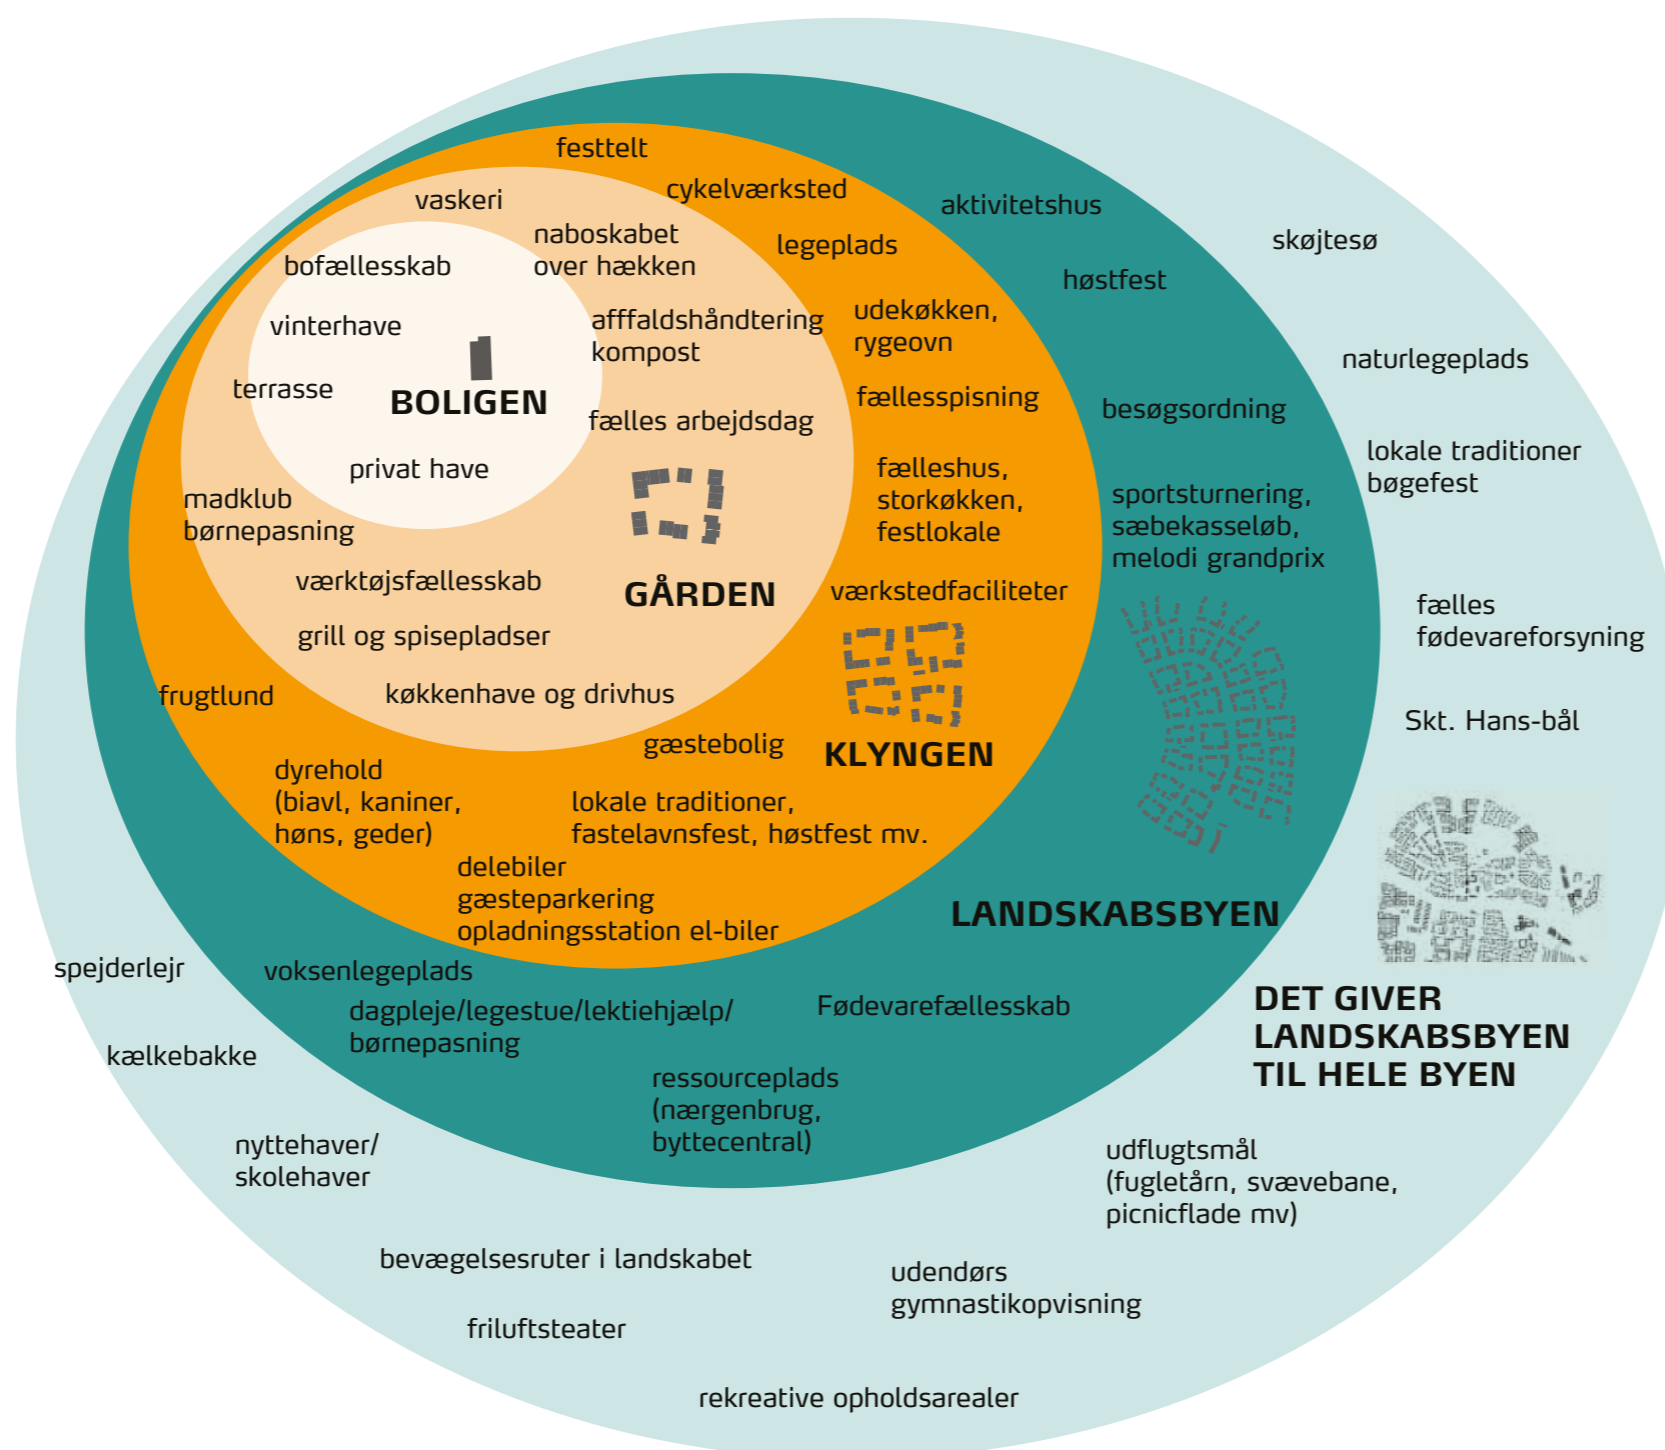 BOLIGEN
bofællesskab
vinterhave
terrasse
privat have
GÅRDEN
vaskeri
naboskabet
over hækken
afffaldshåndtering
kompost
fælles arbejdsdag
madklub
børnepasning
værktøjsfællesskab
grill og spisepladser
køkkenhave og drivhus
KLYNGEN
festtelt
cykelværksted
legeplads
udekøkken,
rygeovn
fællesspisning
fælleshus,
storkøkken,
festlokale
værkstedfaciliteter
frugtlund
gæstebolig
dyrehold
(biavl, kaniner,
høns, geder)
lokale traditioner,
fastelavnsfest, høstfest mv.
delebiler
gæsteparkering
opladningsstation el-biler
LANDSKABSBYEN
aktivitetshus
høstfest
besøgsordning
sportsturnering,
sæbekasseløb,
melodi grandprix
voksenlegeplads
dagpleje/legestue/lektiehjælp/
børnepasning
Fødevarefællesskab
ressourceplads
(nærgenbrug,
byttecentral)
DET GIVER
LANDSKABSBYEN
TIL HELE BYEN
skøjtesø
naturlegeplads
lokale traditioner
bøgefest
fælles
fødevareforsyning
Skt. Hans-bål
spejderlejr
kælkebakke
nyttehaver/
skolehaver
udflugtsmål
(fugletårn, svævebane,
picnicflade mv)
bevægelsesruter i landskabet
udendørs
gymnastikopvisning
friluftsteater
rekreative opholdsarealer